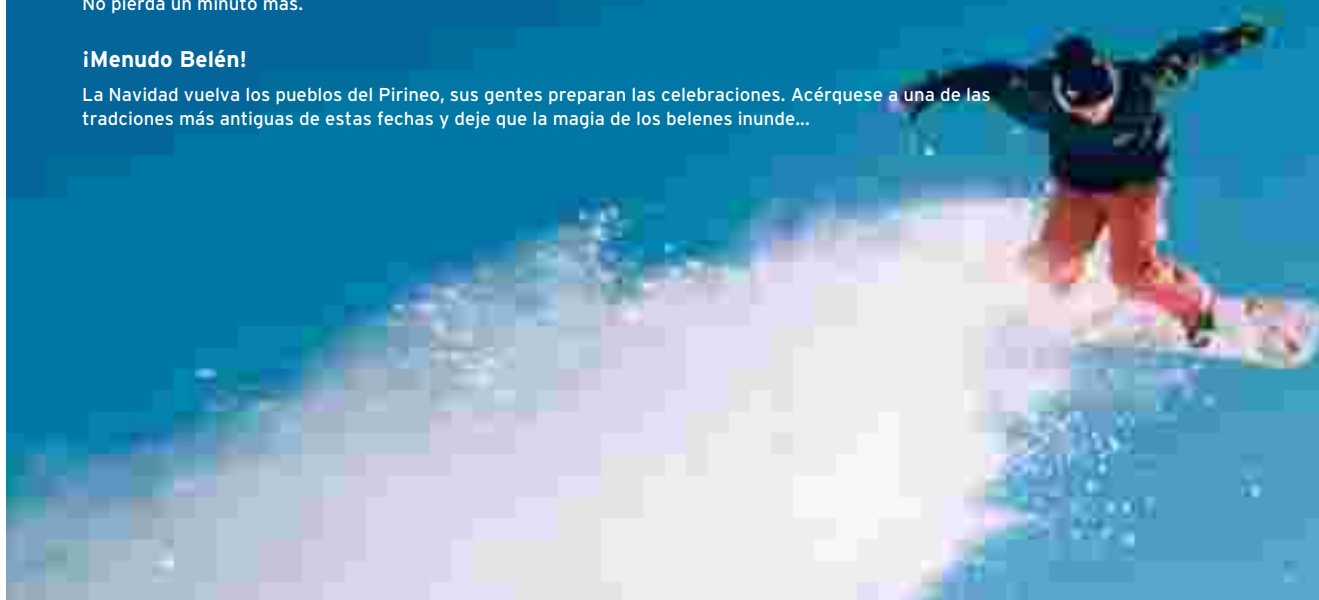 No pierda un minuto más.
¡Menudo Belén!
La Navidad vuelva los pueblos del Pirineo, sus gentes preparan las celebraciones. Acérquese a una de las
tradciones más antiguas de estas fechas y deje que la magia de los belenes inunde...